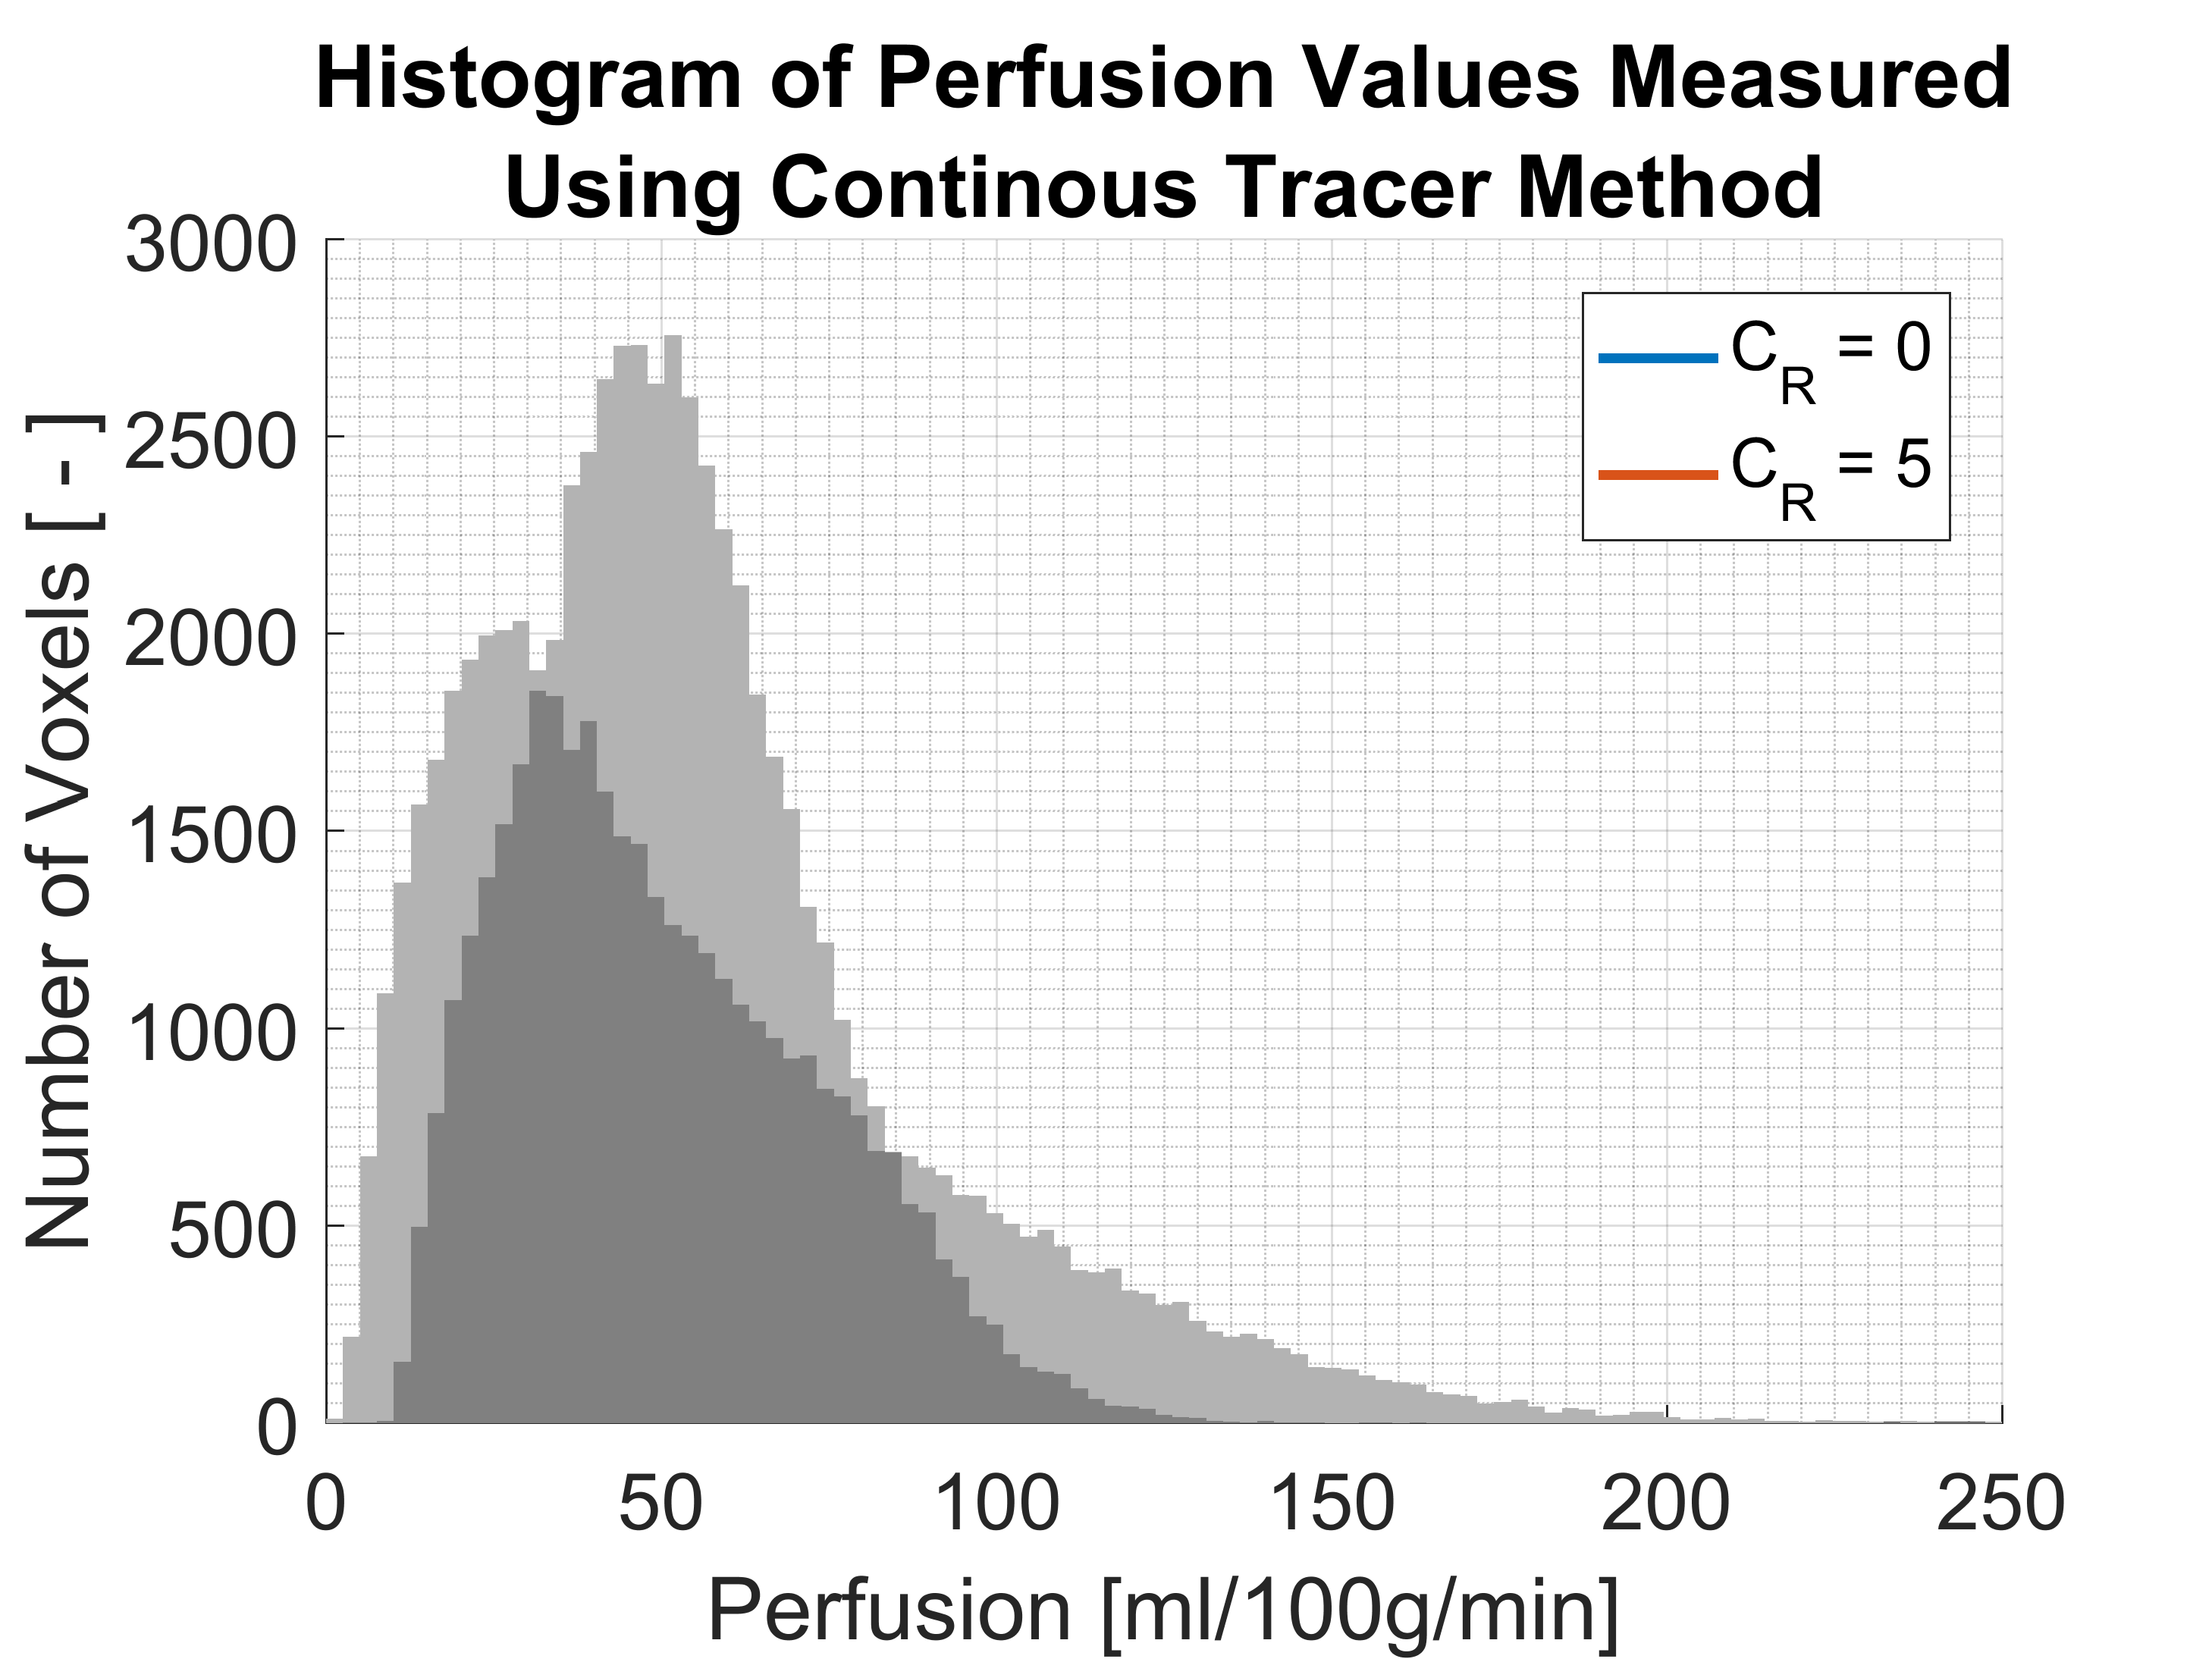 Histogram of Perfusion Values Measured
Using Continous Tracer Method
Number of Voxels [ - ]
3000
2500
2000
1500
1000
500
0
C_R = 0
C_R = 5
0 50 100 150 200 250
Perfusion [ml/100g/min]